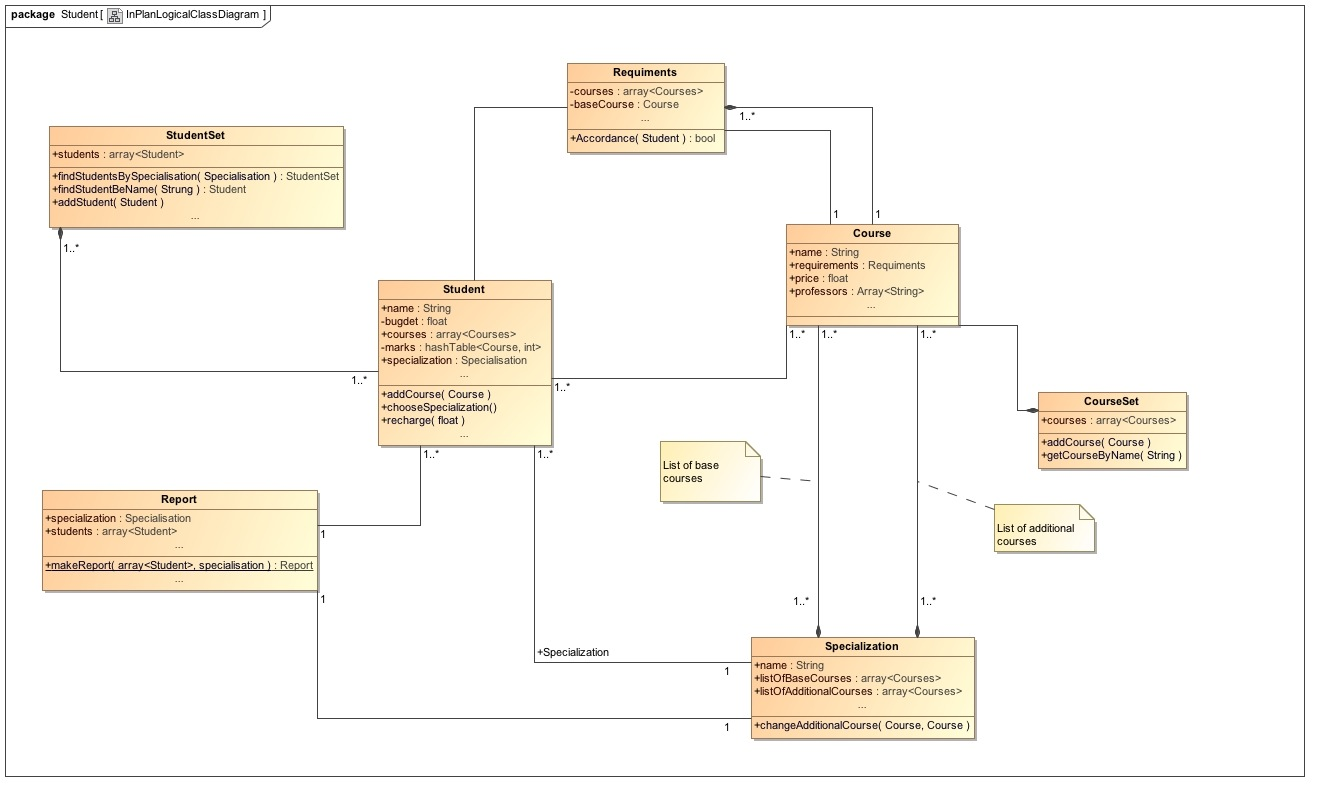 package Student [ InPlanLogicalClassDiagram ]
Requiments
-courses : array<Courses>
-baseCourse : Course
...
+Accordance( Student ) : bool
1..*
1
1
StudentSet
+students : array<Student>
+findStudentsBySpecialisation( Specialisation ) : StudentSet
+findStudentBeName( Strung ) : Student
+addStudent( Student )
...
1..*
Course
+name : String
+requirements : Requiments
+price : float
+professors : Array<String>
...
1..*
1..*
1..*
Student
+name : String
-bugdet : float
+courses : array<Courses>
-marks : hashTable<Course, int>
+specialization : Specialisation
...
+addCourse( Course )
+chooseSpecialization()
+recharge( float )
...
1..*
1..*
1..*
1..*
CourseSet
+courses : array<Courses>
+addCourse( Course )
+getCourseByName( String )
List of base
courses
List of additional
courses
Report
+specialization : Specialisation
+students : array<Student>
...
+makeReport( array<Student>, specialisation ) : Report
...
1
1
1..*
1..*
+Specialization
1
1
Specialization
+name : String
+listOfBaseCourses : array<Courses>
+listOfAdditionalCourses : array<Courses>
...
+changeAdditionalCourse( Course, Course )